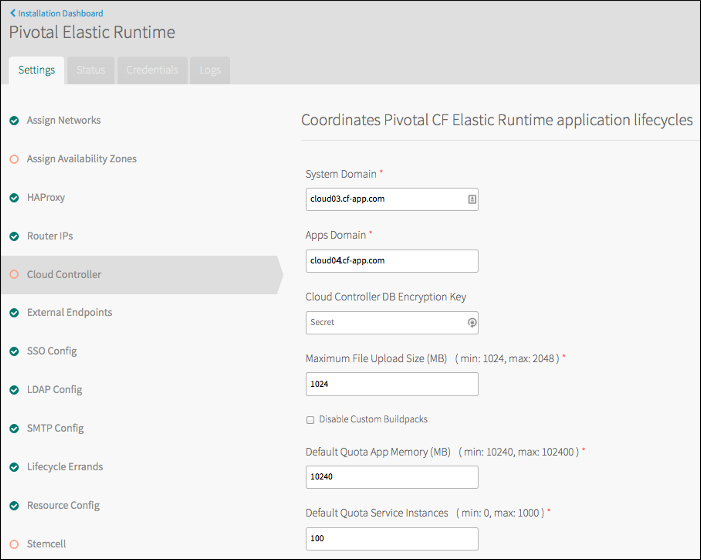 Installation Dashboard
Pivotal Elastic Runtime
Settings
Status
Credentials
Logs
Assign Networks
Assign Availability Zones
HAProxy
Router IPs
Cloud Controller
External Endpoints
SSO Config
LDAP Config
SMTP Config
Lifecycle Errands
Resource Config
Stemcell
Coordinates Pivotal CF Elastic Runtime application lifecycles
System Domain *
cloud03.cf-app.com
Apps Domain *
cloud04.cf-app.com
Cloud Controller DB Encryption Key
Secret
Maximum File Upload Size (MB) ( min: 1024, max: 2048 ) *
1024
Disable Custom Buildpacks
Default Quota App Memory (MB) ( min: 10240, max: 102400 ) *
10240
Default Quota Service Instances ( min: 0, max: 1000 ) *
100